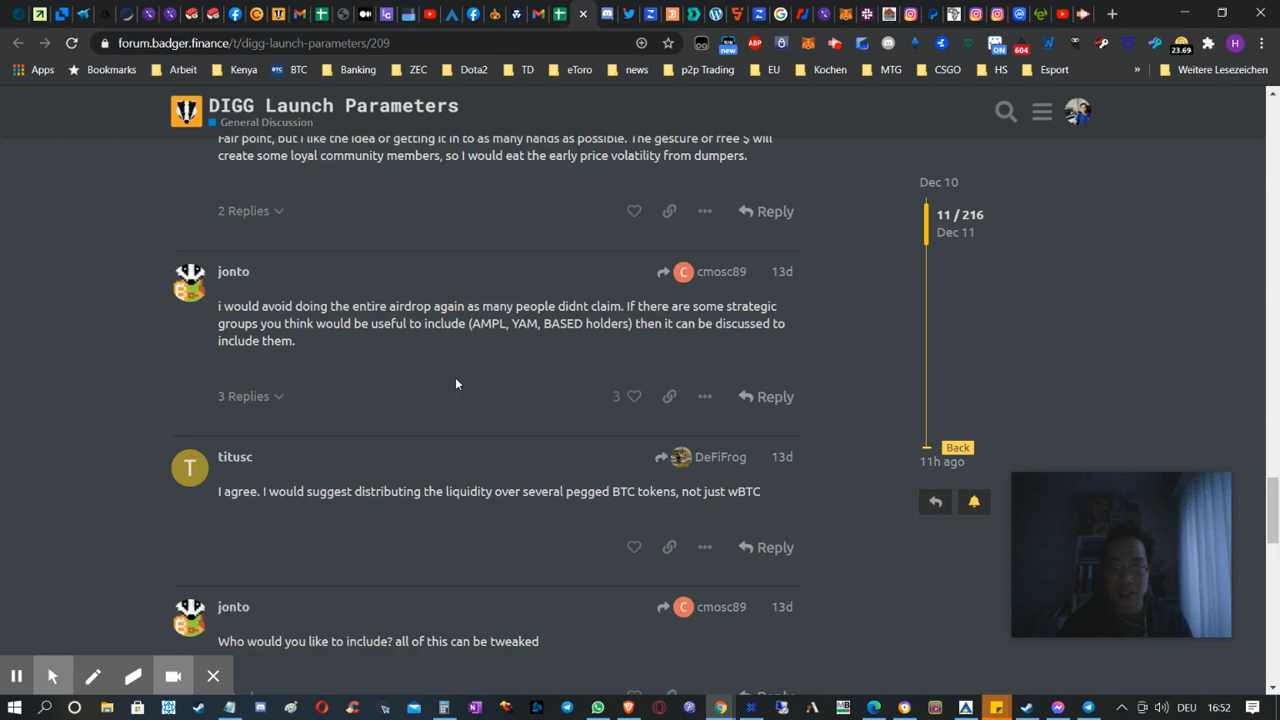 forum.badger.finance/t/digg-launch-parameters/209
new
ABP
ON
604
23.69
H
Apps
Bookmarks
Arbeit
Kenya
BTC
BTC
Banking
ZEC
Dota2
TD
eToro
news
p2p Trading
EU
Kochen
MTG
CSGO
HS
Esport
»
Weitere Lesezeichen
DIGG Launch Parameters
General Discussion
Fair point, but I like the idea of getting it in to as many hands as possible. The gesture of free $ will
create some loyal community members, so I would eat the early price volatility from dumpers.
2 Replies
Reply
Dec 10
11 / 216
Dec 11
jonto
C cmosc89 13d
i would avoid doing the entire airdrop again as many people didnt claim. If there are some strategic
groups you think would be useful to include (AMPL, YAM, BASED holders) then it can be discussed to
include them.
3 Replies
3
Reply
Back
11h ago
T
titusc
DeFiFrog 13d
I agree. I would suggest distributing the liquidity over several pegged BTC tokens, not just wBTC
Reply
jonto
C cmosc89 13d
Who would you like to include? all of this can be tweaked
DEU
16:52